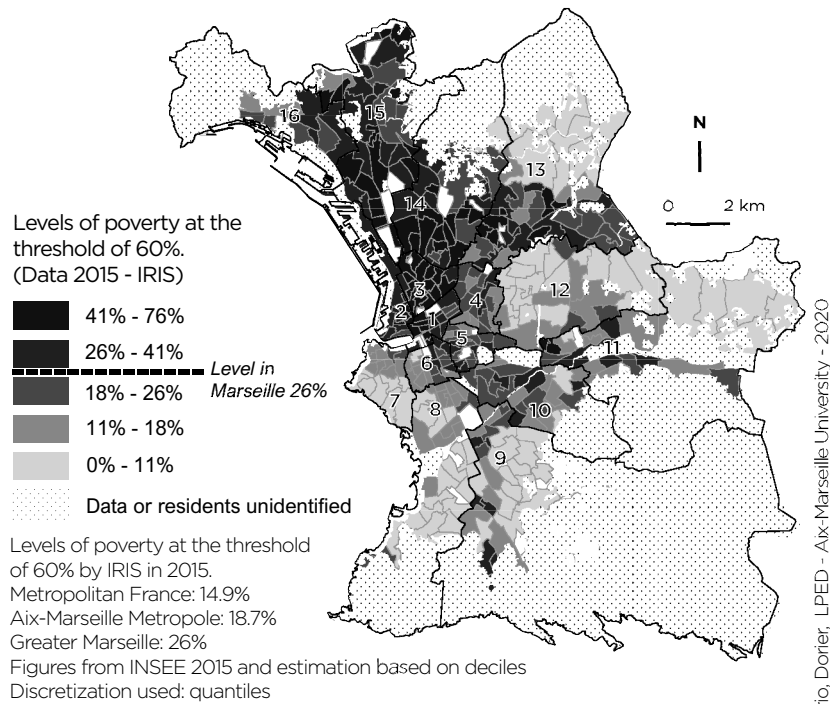 16
15
13
14
N
0 2 km
Levels of poverty at the
threshold of 60%.
(Data 2015 - IRIS)
41% - 76%
26% - 41%
Level in
Marseille 26%
18% - 26%
11% - 18%
0% - 11%
Data or residents unidentified
12
3
4
2
1
5
11
6
7
8
10
9
Levels of poverty at the threshold
of 60% by IRIS in 2015.
Metropolitan France: 14.9%
Aix-Marseille Metropole: 18.7%
Greater Marseille: 26%
Figures from INSEE 2015 and estimation based on deciles
Discretization used: quantiles
Dorier, LPED - Aix-Marseille University - 2020